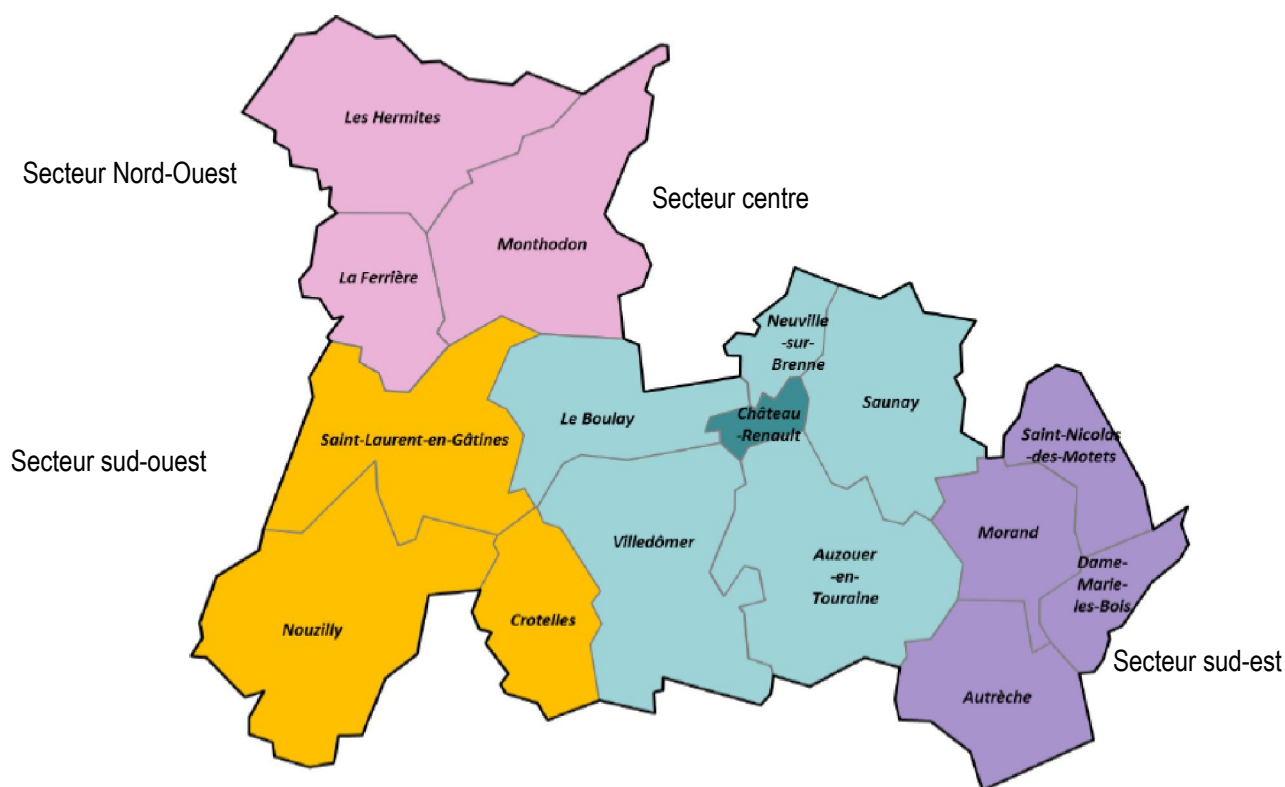 Les Hermites
Secteur Nord-Ouest
Secteur centre
Monthodon
La Ferrière
Neuville
-sur-
Brenne
Saunay
Château
-Renault
Le Boulay
Saint-Laurent-en-Gâtines
Saint-Nicolas
-des-Motets
Secteur sud-ouest
Villedômer
Morand
Auzouer
-en-
Touraine
Dame-
Marie-
les-Bois
Crotelles
Nouzilly
Secteur sud-est
Autrèche